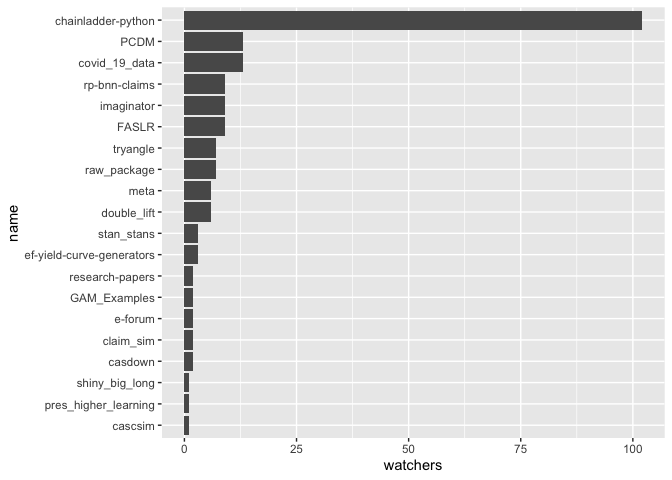 chainladder-python
PCDM
covid_19_data
rp-bnn-claims
imaginator
FASLR
tryangle
raw_package
meta
double_lift
stan_stans
ef-yield-curve-generators
research-papers
GAM_Examples
e-forum
claim_sim
casdown
shiny_big_long
pres_higher_learning
cascsim
name
0 25 50 75 100
watchers